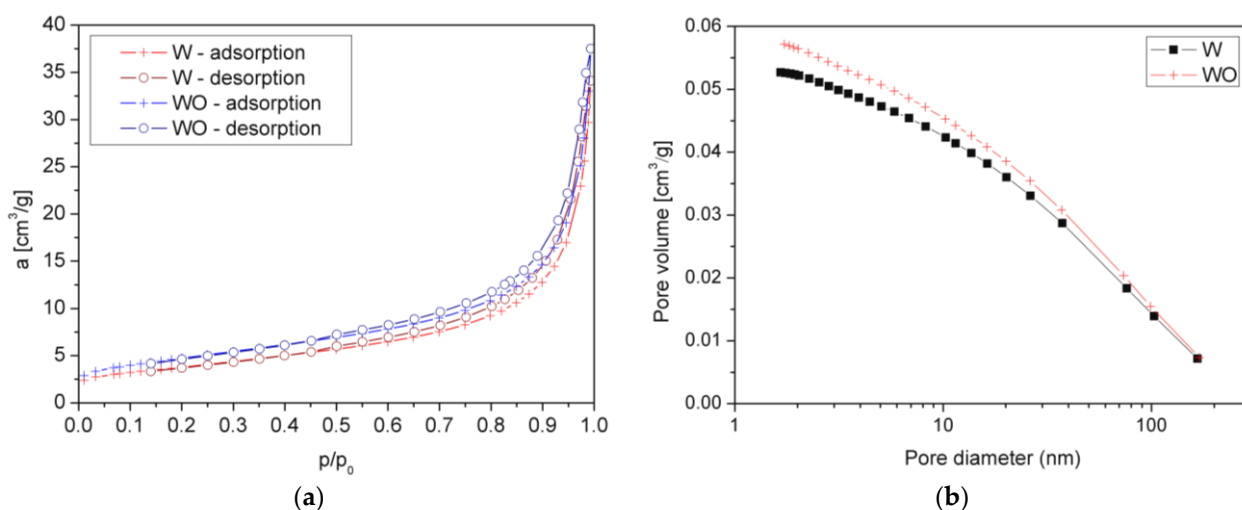 40
35
30
25
20
15
10
5
0
a [cm³/g]
W - adsorption
W - desorption
WO - adsorption
WO - desorption
0.0 0.1 0.2 0.3 0.4 0.5 0.6 0.7 0.8 0.9 1.0
p/p₀
(a)
0.06
0.05
0.04
0.03
0.02
0.01
0.00
Pore volume [cm³/g]
W
WO
1 10 100
Pore diameter (nm)
(b)